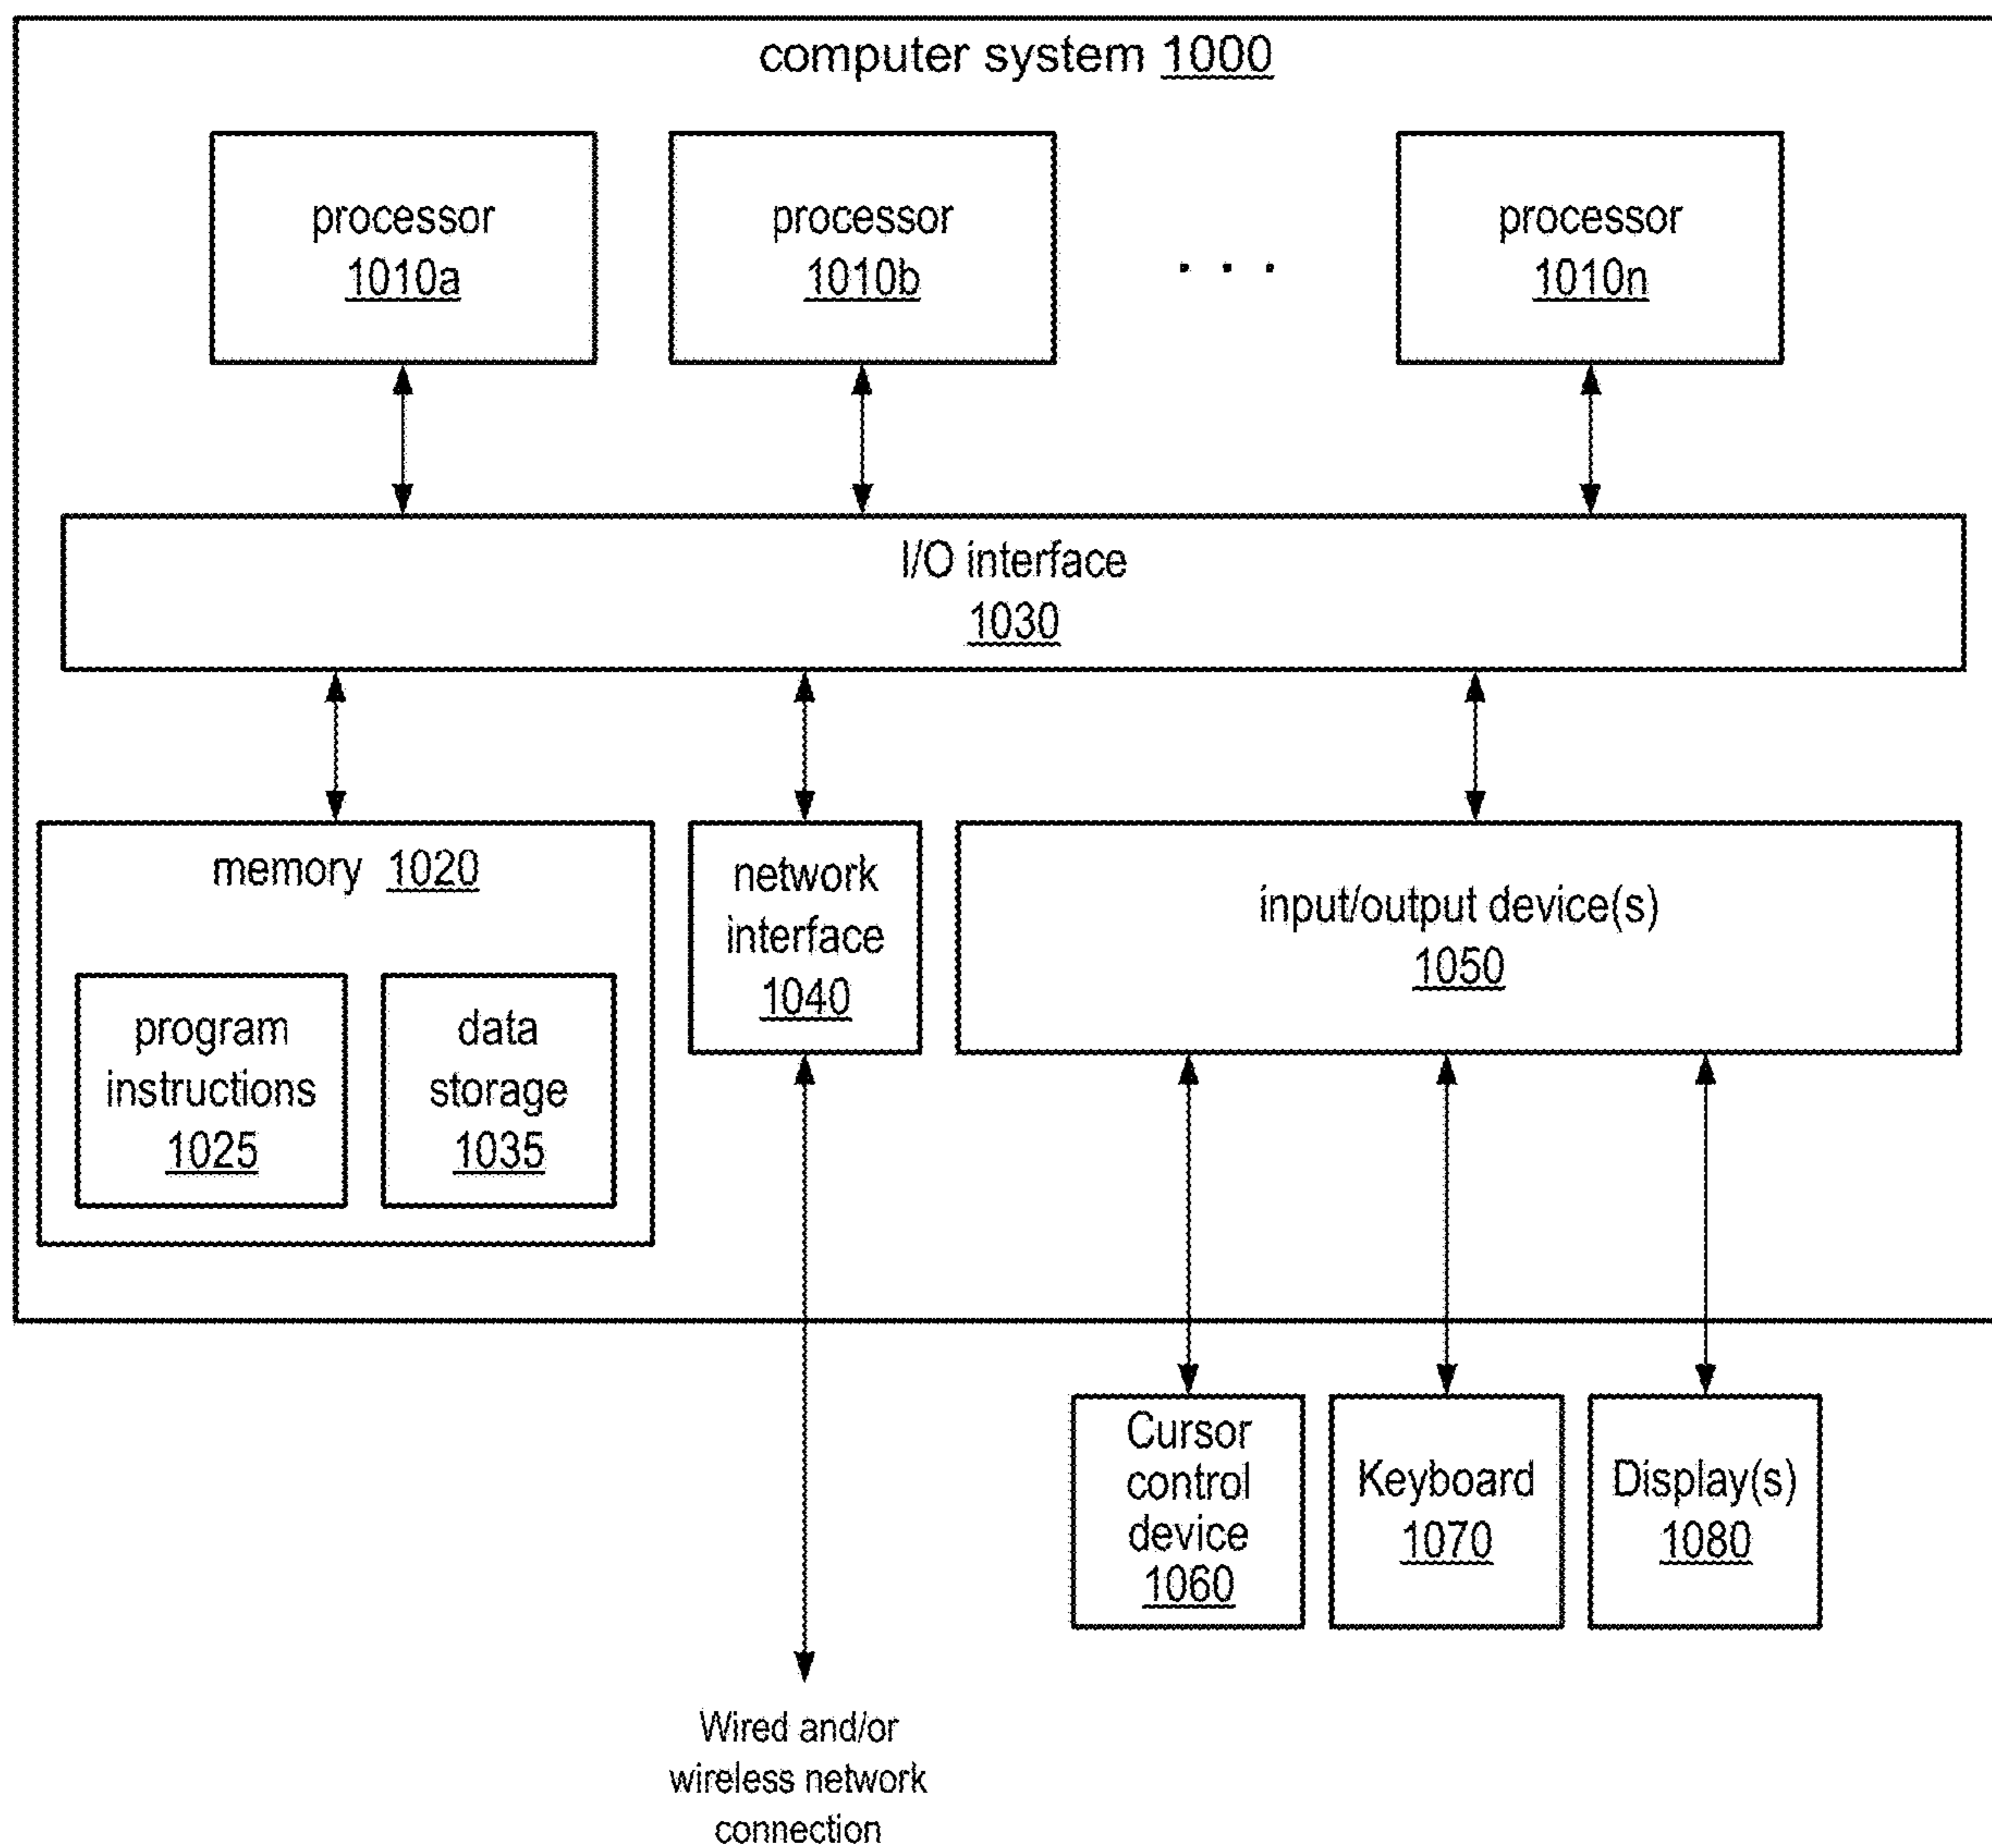 computer system 1000
processor
1010a
processor
1010b
. . .
processor
1010n
I/O interface
1030
memory 1020
program
instructions
1025
data
storage
1035
network
interface
1040
input/output device(s)
1050
Cursor
control
device
1060
Keyboard
1070
Display(s)
1080
Wired and/or
wireless network
connection